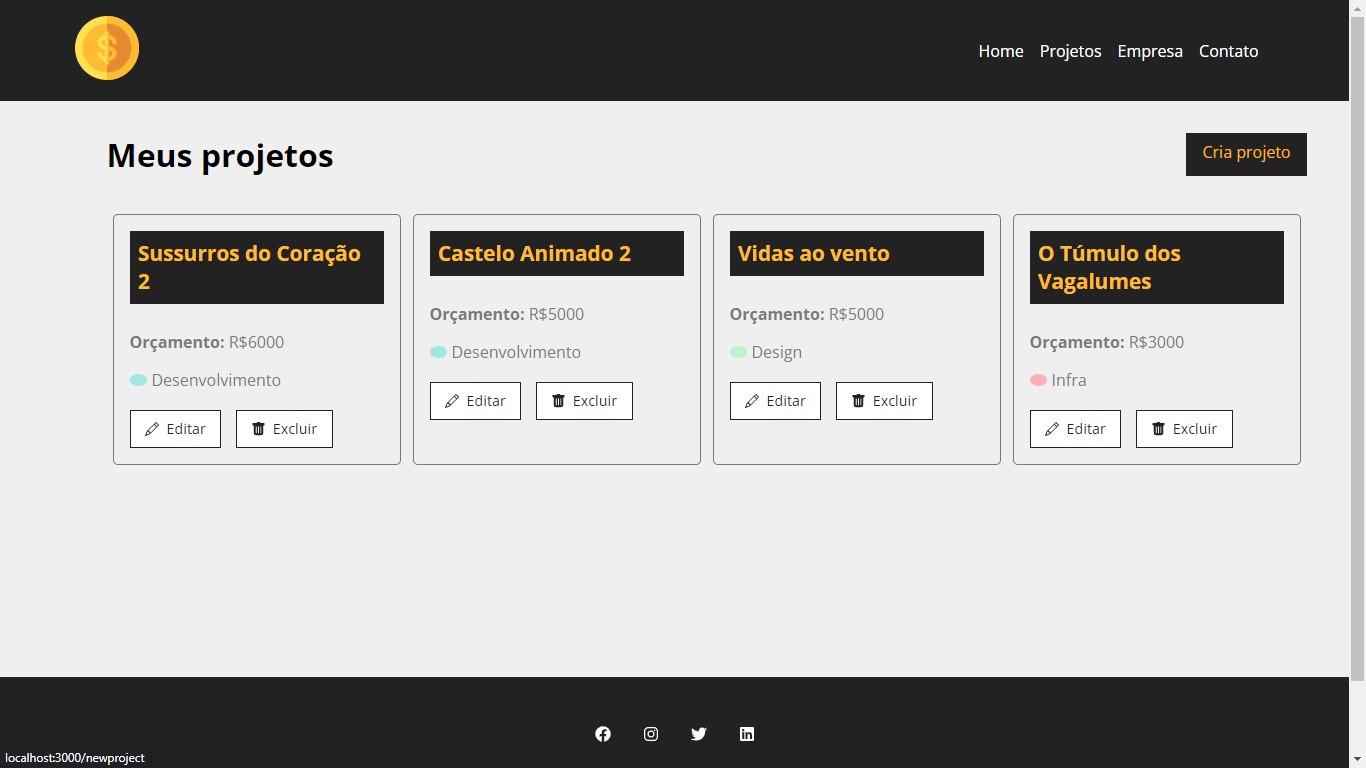 $
Home Projetos Empresa Contato
Meus projetos
Cria projeto
Sussurros do Coração
2
Orçamento: R$6000
Desenvolvimento
Editar Excluir
Castelo Animado 2
Orçamento: R$5000
Desenvolvimento
Editar Excluir
Vidas ao vento
Orçamento: R$5000
Design
Editar Excluir
O Túmulo dos
Vagalumes
Orçamento: R$3000
Infra
Editar Excluir
localhost:3000/newproject